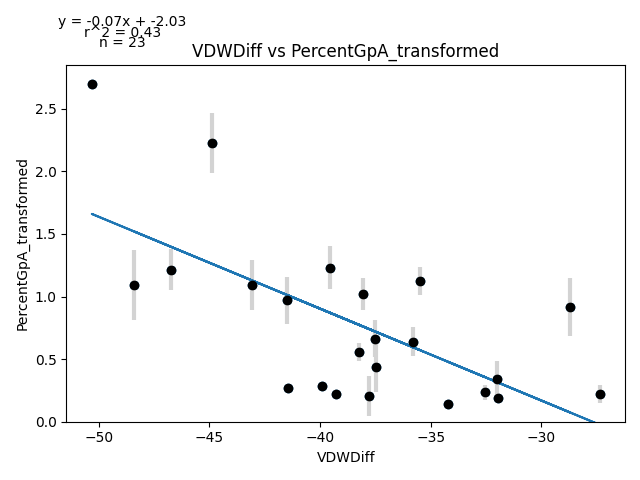 y = -0.07x + -2.03
r^2 = 0.43
n = 23
VDWDiff vs PercentGpA_transformed
PercentGpA_transformed
2.5
2.0
1.5
1.0
0.5
0.0
−50
−45
−40
−35
−30
VDWDiff